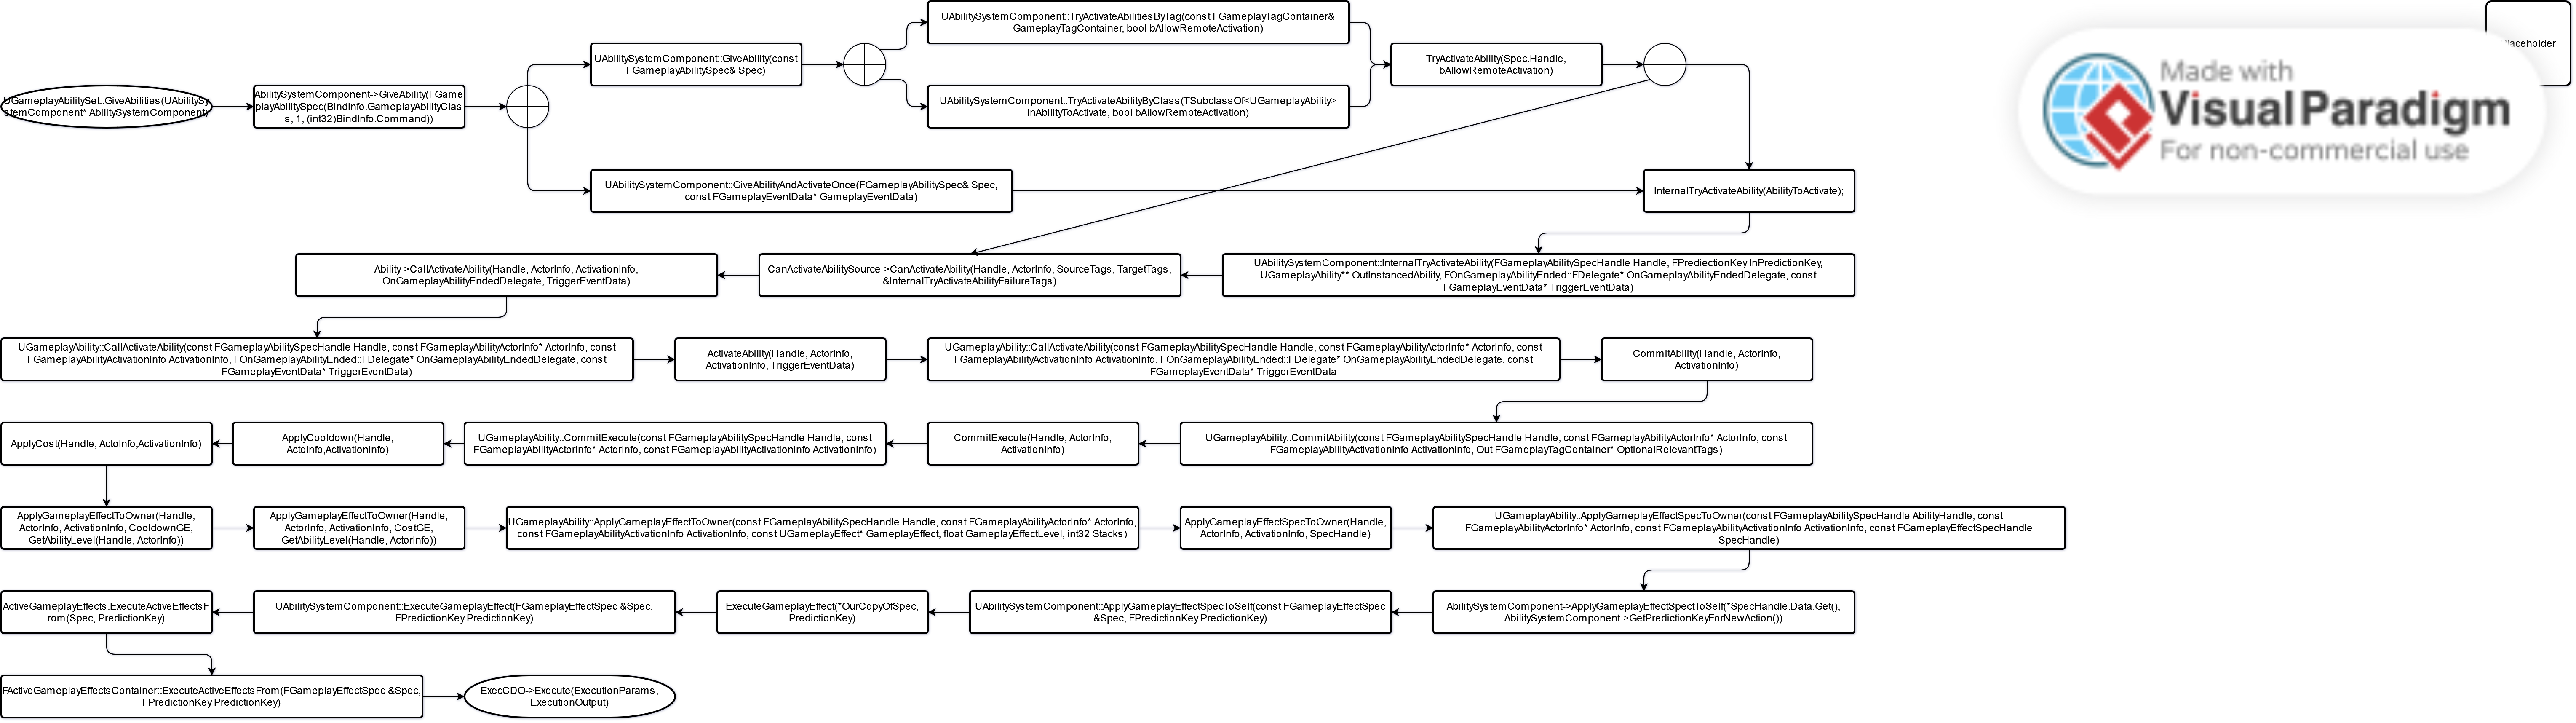 UAbilitySystemComponent::TryActivateAbilitiesByTag(const FGameplayTagContainer&
GameplayTagContainer, bool bAllowRemoteActivation)
UAbilitySystemComponent::GiveAbility(const
FGameplayAbilitySpec& Spec)
TryActivateAbility(Spec.Handle,
bAllowRemoteActivation)
Placeholder
Made with
Visual Paradigm
For non-commercial use
UGameplayAbilitySet::GiveAbilities(UAbilitySy
stemComponent* AbilitySystemComponent)
AbilitySystemComponent->GiveAbility(FGame
playAbilitySpec(BindInfo.GameplayAbilityClas
s, 1, (int32)BindInfo.Command))
UAbilitySystemComponent::TryActivateAbilityByClass(TSubclassOf<UGameplayAbility>
InAbilityToActivate, bool bAllowRemoteActivation)
UAbilitySystemComponent::GiveAbilityAndActivateOnce(FGameplayAbilitySpec& Spec,
const FGameplayEventData* GameplayEventData)
InternalTryActivateAbility(AbilityToActivate);
Ability->CallActivateAbility(Handle, ActorInfo, ActivationInfo,
OnGameplayAbilityEndedDelegate, TriggerEventData)
CanActivateAbilitySource->CanActivateAbility(Handle, ActorInfo, SourceTags, TargetTags,
&InternalTryActivateAbilityFailureTags)
UAbilitySystemComponent::InternalTryActivateAbility(FGameplayAbilitySpecHandle Handle, FPrediectionKey InPredictionKey,
UGameplayAbility** OutInstancedAbility, FOnGameplayAbilityEnded::FDelegate* OnGameplayAbilityEndedDelegate, const
FGameplayEventData* TriggerEventData)
UGameplayAbility::CallActivateAbility(const FGameplayAbilitySpecHandle Handle, const FGameplayAbilityActorInfo* ActorInfo, const
FGameplayAbilityActivationInfo ActivationInfo, FOnGameplayAbilityEnded::FDelegate* OnGameplayAbilityEndedDelegate, const
FGameplayEventData* TriggerEventData)
ActivateAbility(Handle, ActorInfo,
ActivationInfo, TriggerEventData)
UGameplayAbility::CallActivateAbility(const FGameplayAbilitySpecHandle Handle, const FGameplayAbilityActorInfo* ActorInfo, const
FGameplayAbilityActivationInfo ActivationInfo, FOnGameplayAbilityEnded::FDelegate* OnGameplayAbilityEndedDelegate, const
FGameplayEventData* TriggerEventData
CommitAbility(Handle, ActorInfo,
ActivationInfo)
ApplyCost(Handle, ActoInfo,ActivationInfo)
ApplyCooldown(Handle,
ActoInfo,ActivationInfo)
UGameplayAbility::CommitExecute(const FGameplayAbilitySpecHandle Handle, const
FGameplayAbilityActorInfo* ActorInfo, const FGameplayAbilityActivationInfo ActivationInfo)
CommitExecute(Handle, ActorInfo,
ActivationInfo)
UGameplayAbility::CommitAbility(const FGameplayAbilitySpecHandle Handle, const FGameplayAbilityActorInfo* ActorInfo, const
FGameplayAbilityActivationInfo ActivationInfo, Out FGameplayTagContainer* OptionalRelevantTags)
ApplyGameplayEffectToOwner(Handle,
ActorInfo, ActivationInfo, CooldownGE,
GetAbilityLevel(Handle, ActorInfo))
ApplyGameplayEffectToOwner(Handle,
ActorInfo, ActivationInfo, CostGE,
GetAbilityLevel(Handle, ActorInfo))
UGameplayAbility::ApplyGameplayEffectToOwner(const FGameplayAbilitySpecHandle Handle, const FGameplayAbilityActorInfo* ActorInfo,
const FGameplayAbilityActivationInfo ActivationInfo, const UGameplayEffect* GameplayEffect, float GameplayEffectLevel, int32 Stacks)
ApplyGameplayEffectSpecToOwner(Handle,
ActorInfo, ActivationInfo, SpecHandle)
UGameplayAbility::ApplyGameplayEffectSpecToOwner(const FGameplayAbilitySpecHandle AbilityHandle, const
FGameplayAbilityActorInfo* ActorInfo, const FGameplayAbilityActivationInfo ActivationInfo, const FGameplayEffectSpecHandle
SpecHandle)
ActiveGameplayEffects.ExecuteActiveEffectsF
rom(Spec, PredictionKey)
UAbilitySystemComponent::ExecuteGameplayEffect(FGameplayEffectSpec &Spec,
FPredictionKey PredictionKey)
ExecuteGameplayEffect(*OurCopyOfSpec,
PredictionKey)
UAbilitySystemComponent::ApplyGameplayEffectSpecToSelf(const FGameplayEffectSpec
&Spec, FPredictionKey PredictionKey)
AbilitySystemComponent->ApplyGameplayEffectSpectToSelf(*SpecHandle.Data.Get(),
AbilitySystemComponent->GetPredictionKeyForNewAction())
FActiveGameplayEffectsContainer::ExecuteActiveEffectsFrom(FGameplayEffectSpec &Spec,
FPredictionKey PredictionKey)
ExecCDO->Execute(ExecutionParams,
ExecutionOutput)